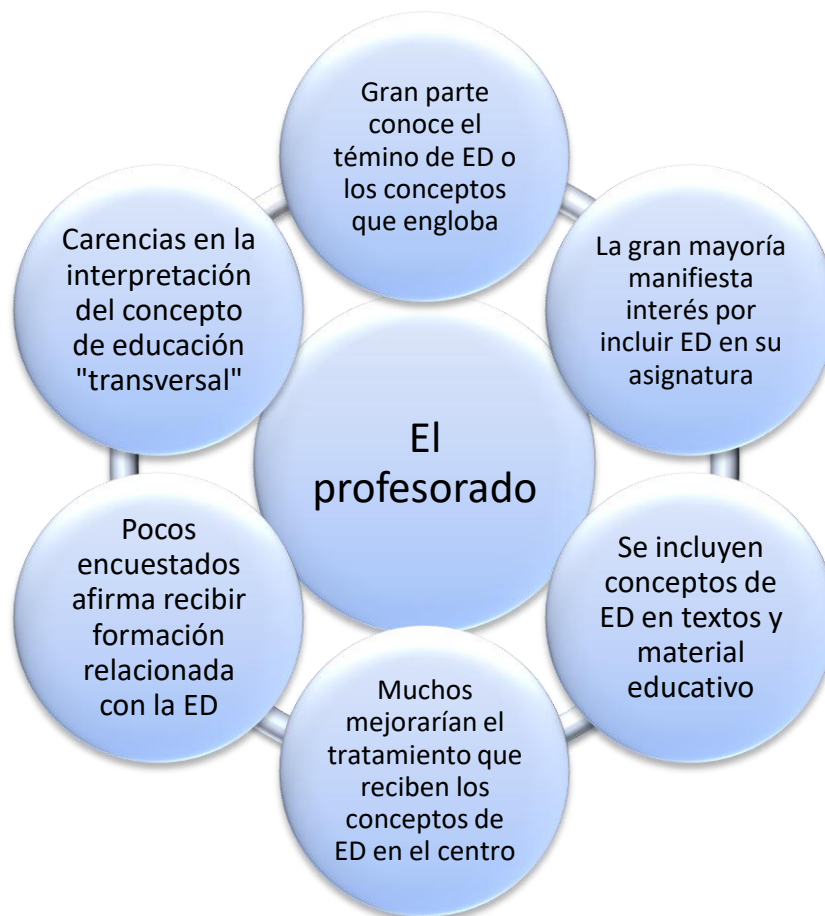 Gran parte
conoce el
témino de ED o
los conceptos
que engloba
La gran mayoría
manifiesta
interés por
incluir ED en su
asignatura
Se incluyen
conceptos de
ED en textos y
material
educativo
Muchos
mejorarían el
tratamiento que
reciben los
conceptos de
ED en el centro
Pocos
encuestados
afirma recibir
formación
relacionada
con la ED
Carencias en la
interpretación
del concepto
de educación
"transversal"
El
profesorado